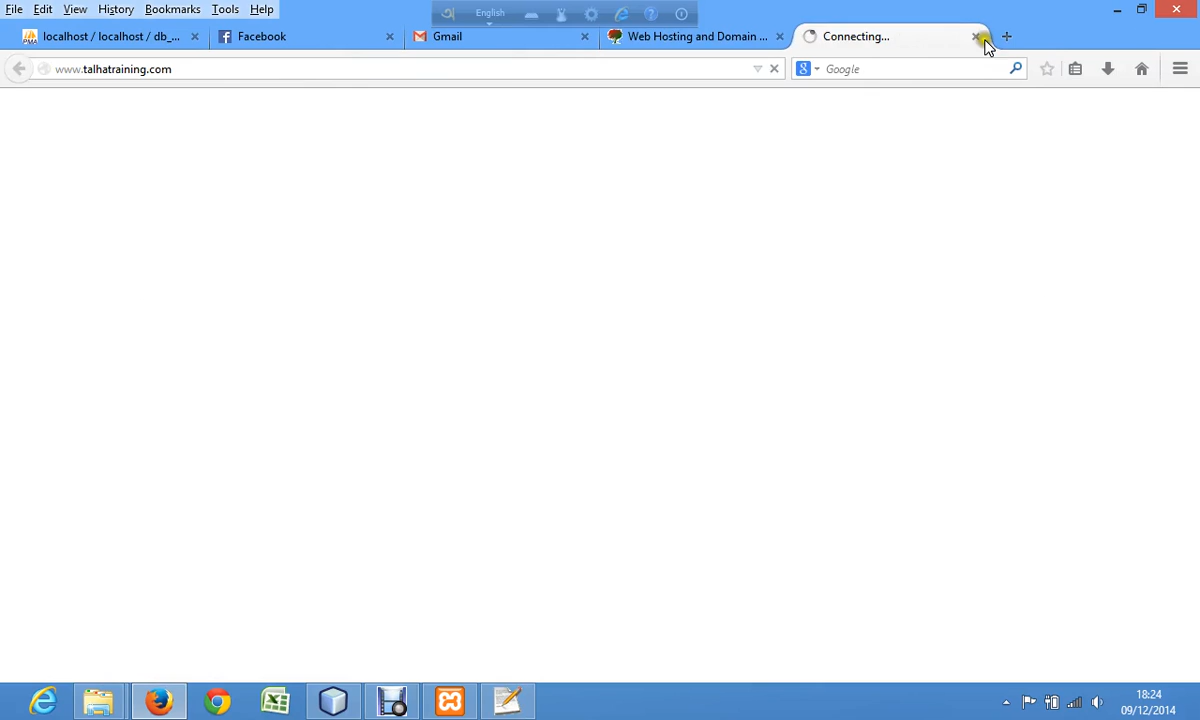 File Edit View History Bookmarks Tools Help
English
localhost / localhost / db_...
Facebook
Gmail
Web Hosting and Domain ...
Connecting...
www.talhatraining.com
Google
18:24
09/12/2014